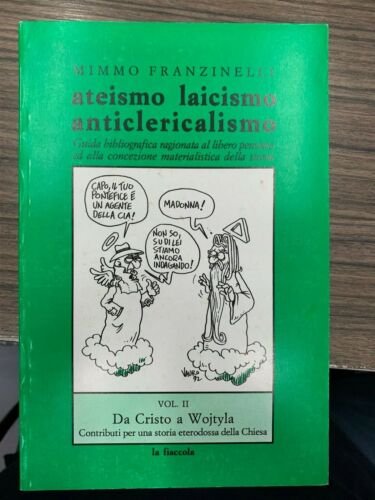 MIMMO FRANZINELLI
ateismo laicismo
anticlericalismo
Guida bibliografica ragionata al libero pensiero
ed alla concezione materialistica della storia
CAPO, IL TUO
PONTEFICE È
UN AGENTE
DELLA CIA!
MADONNA!
NON SO,
SU DI LEI
STIAMO
ANCORA
INDAGANDO!
VAURO
92
VOL. II
Da Cristo a Wojtyla
Contributi per una storia eterodossa della Chiesa
la fiaccola